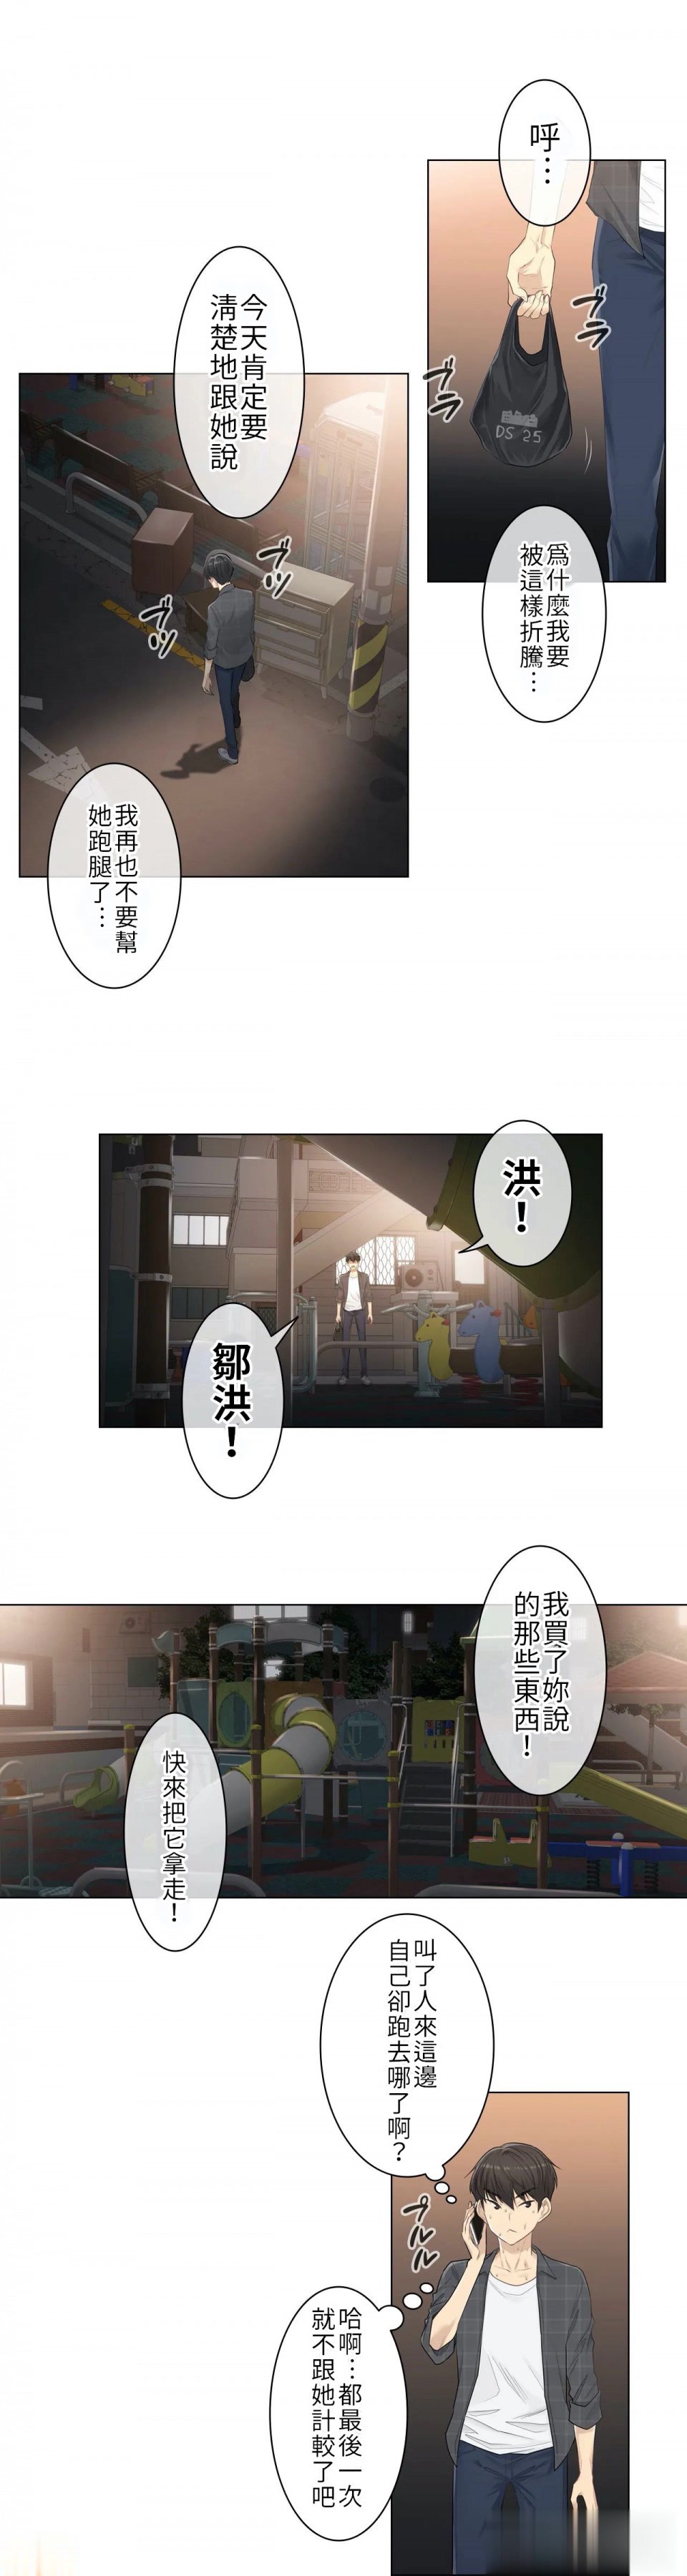 呼…
ブラ
ブラ
DS 25
為什麼我要
被這樣折騰…
今天肯定要
淸楚地跟她說
ブツ
ブツ
我再也不要幫
她跑腿了…
洪！
鄒洪！
我買了妳說
的那些東西！
快來把它拿走！
叫了人來這邊
自己卻跑去哪了啊？
プルル
哈啊…都最後一次
就不跟她計較了吧